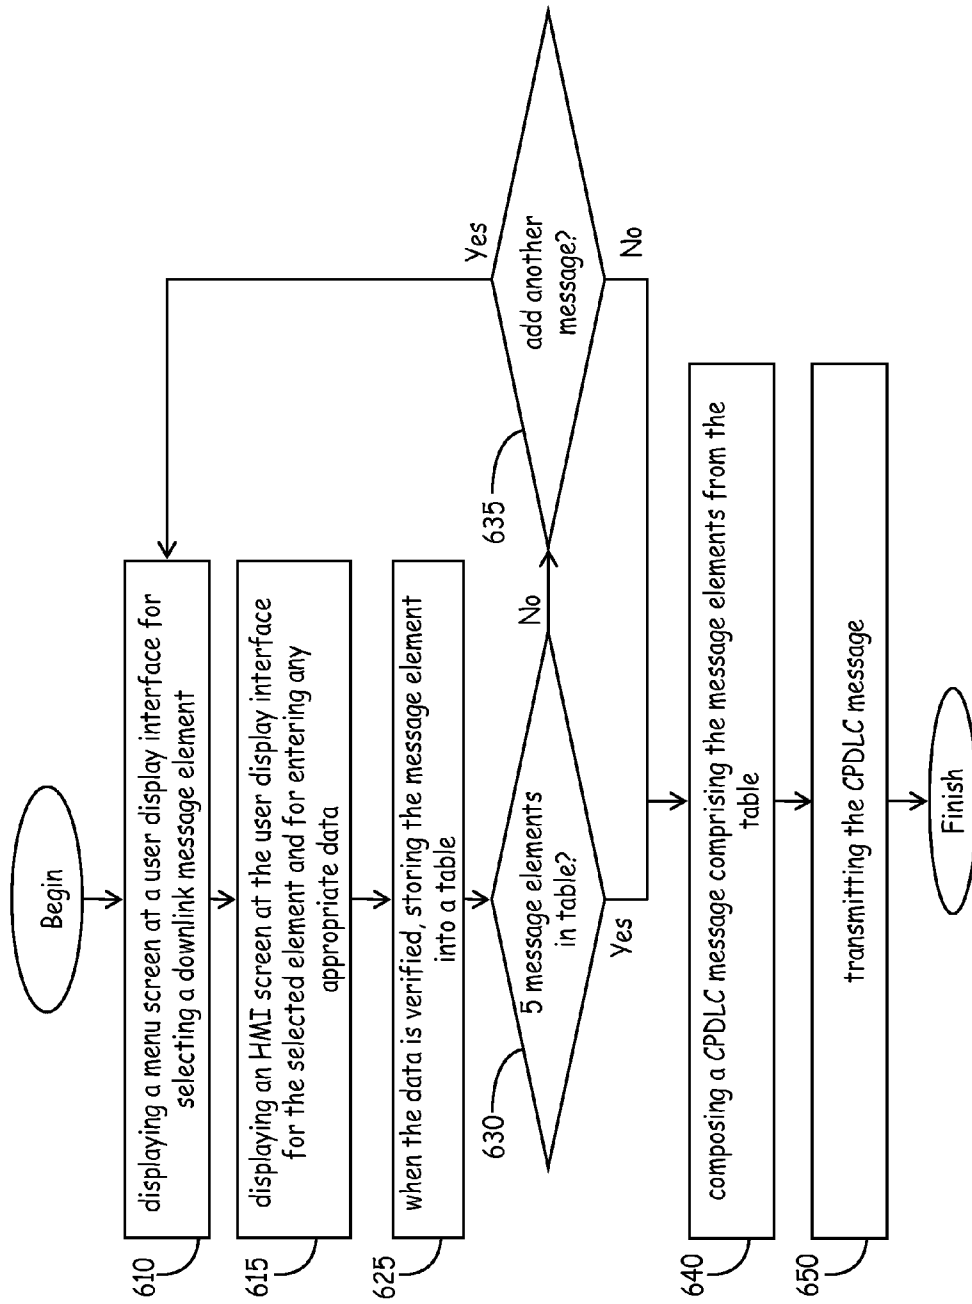 Begin
610
displaying a menu screen at a user display interface for
selecting a downlink message element
615
displaying an HMI screen at the user display interface
for the selected element and for entering any
appropriate data
625
when the data is verified, storing the message element
into a table
630
5 message elements
in table?
No
Yes
635
add another
message?
Yes
No
640
composing a CPDLC message comprising the message elements from the
table
650
transmitting the CPDLC message
Finish